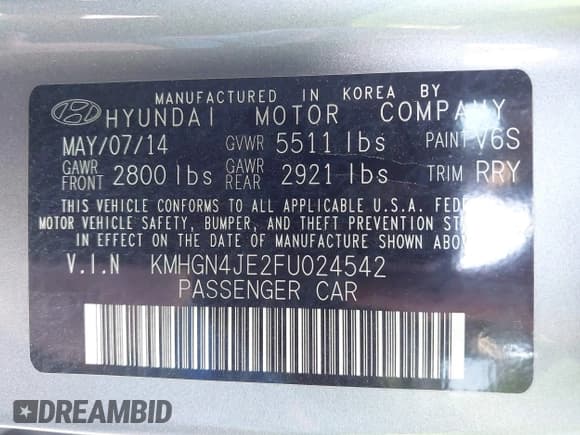 MANUFACTURED IN KOREA BY
HYUNDAI MOTOR COMPANY
MAY/07/14 GVWR 5511 lbs PAINT V6S
GAWR FRONT 2800 lbs GAWR REAR 2921 lbs TRIM RRY
THIS VEHICLE CONFORMS TO ALL APPLICABLE U.S.A. FEDE
MOTOR VEHICLE SAFETY, BUMPER, AND THEFT PREVENTION S
IN EFFECT ON THE DATE OF MANUFACTURE SHOWN ABOVE
V.I.N KMHGN4JE2FU024542
PASSENGER CAR
DREAMBID